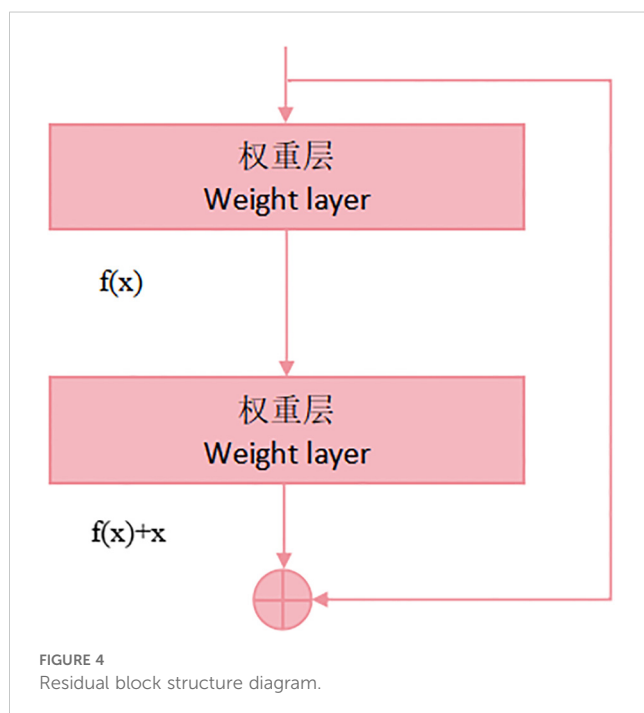 权重层
Weight layer
f(x)
权重层
Weight layer
f(x)+x
FIGURE 4
Residual block structure diagram.